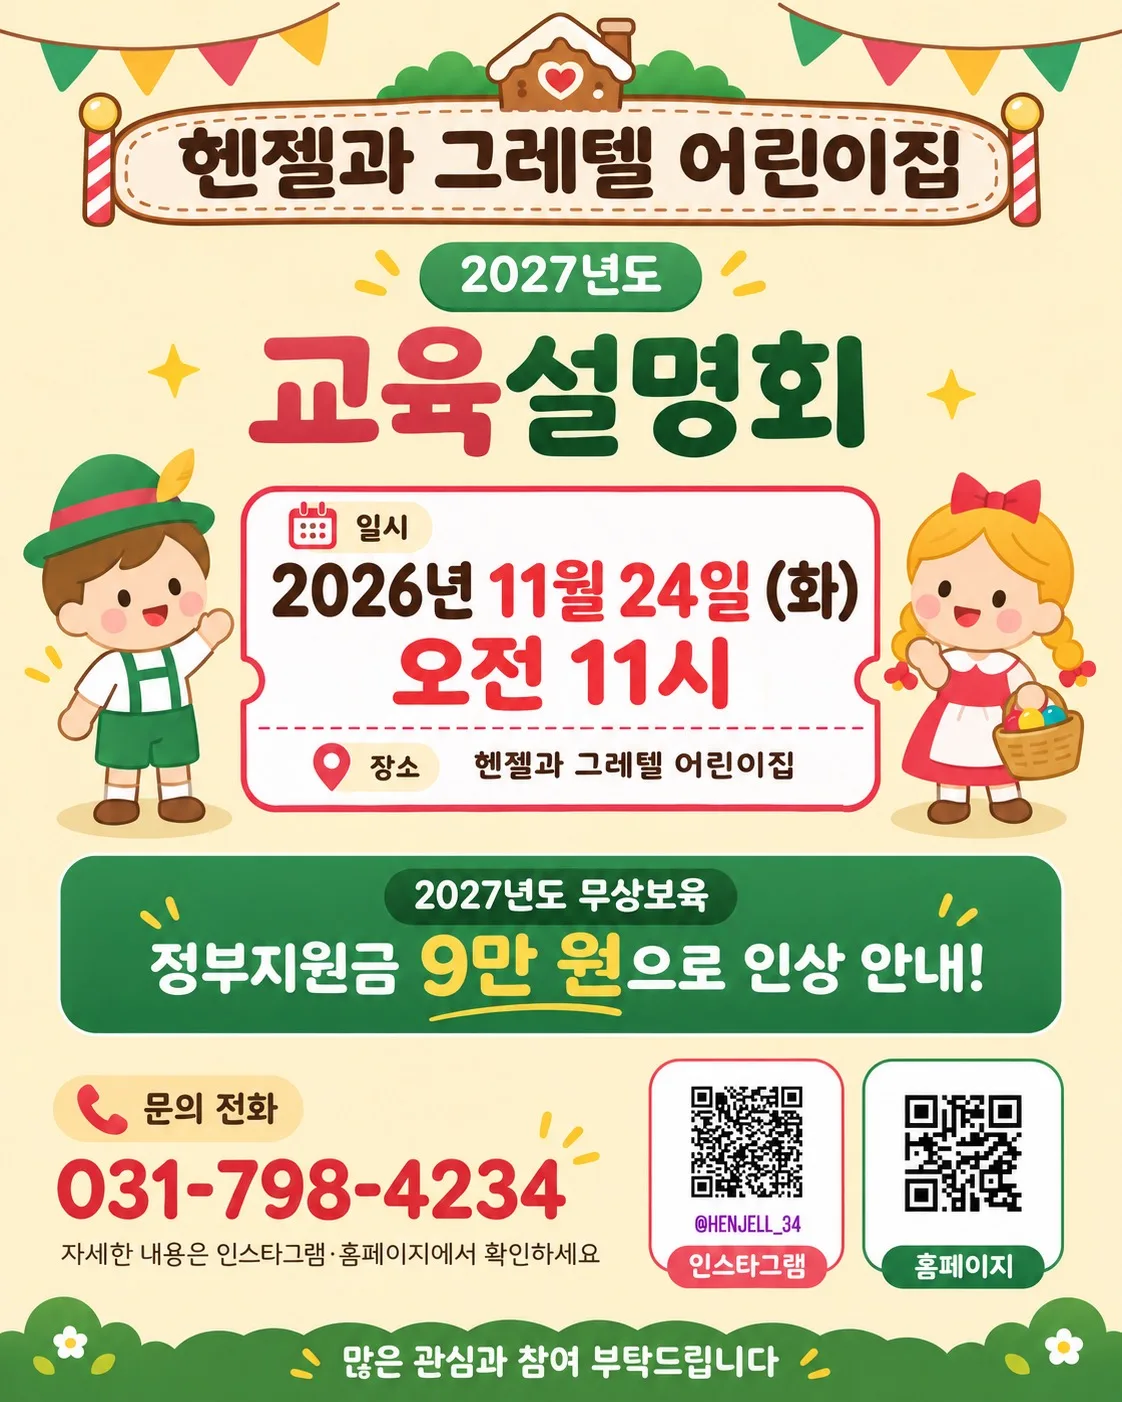 헨젤과 그레텔 어린이집
2027년도
교육설명회
일시
2026년 11월 24일 (화)
오전 11시
장소 헨젤과 그레텔 어린이집
2027년도 무상보육
정부지원금 9만 원으로 인상 안내!
문의 전화
031-798-4234
자세한 내용은 인스타그램·홈페이지에서 확인하세요
@HENJELL_34
인스타그램
홈페이지
많은 관심과 참여 부탁드립니다